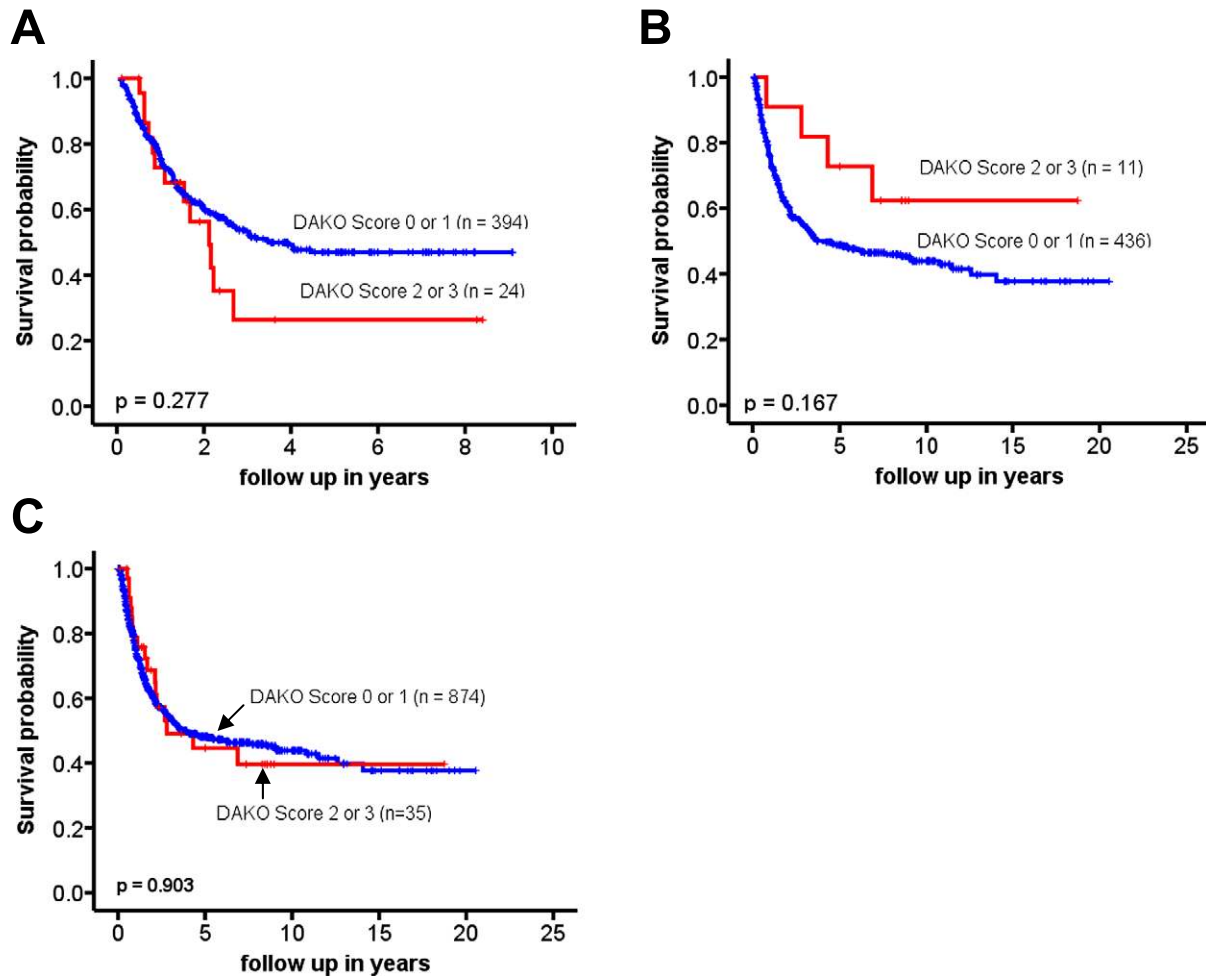 A
Survival probability
1.0
0.8
0.6
0.4
0.2
0.0
DAKO Score 0 or 1 (n = 394)
DAKO Score 2 or 3 (n = 24)
p = 0.277
0 2 4 6 8 10
follow up in years
B
Survival probability
1.0
0.8
0.6
0.4
0.2
0.0
DAKO Score 2 or 3 (n = 11)
DAKO Score 0 or 1 (n = 436)
p = 0.167
0 5 10 15 20 25
follow up in years
C
Survival probability
1.0
0.8
0.6
0.4
0.2
0.0
DAKO Score 0 or 1 (n = 874)
DAKO Score 2 or 3 (n=35)
p = 0.903
0 5 10 15 20 25
follow up in years